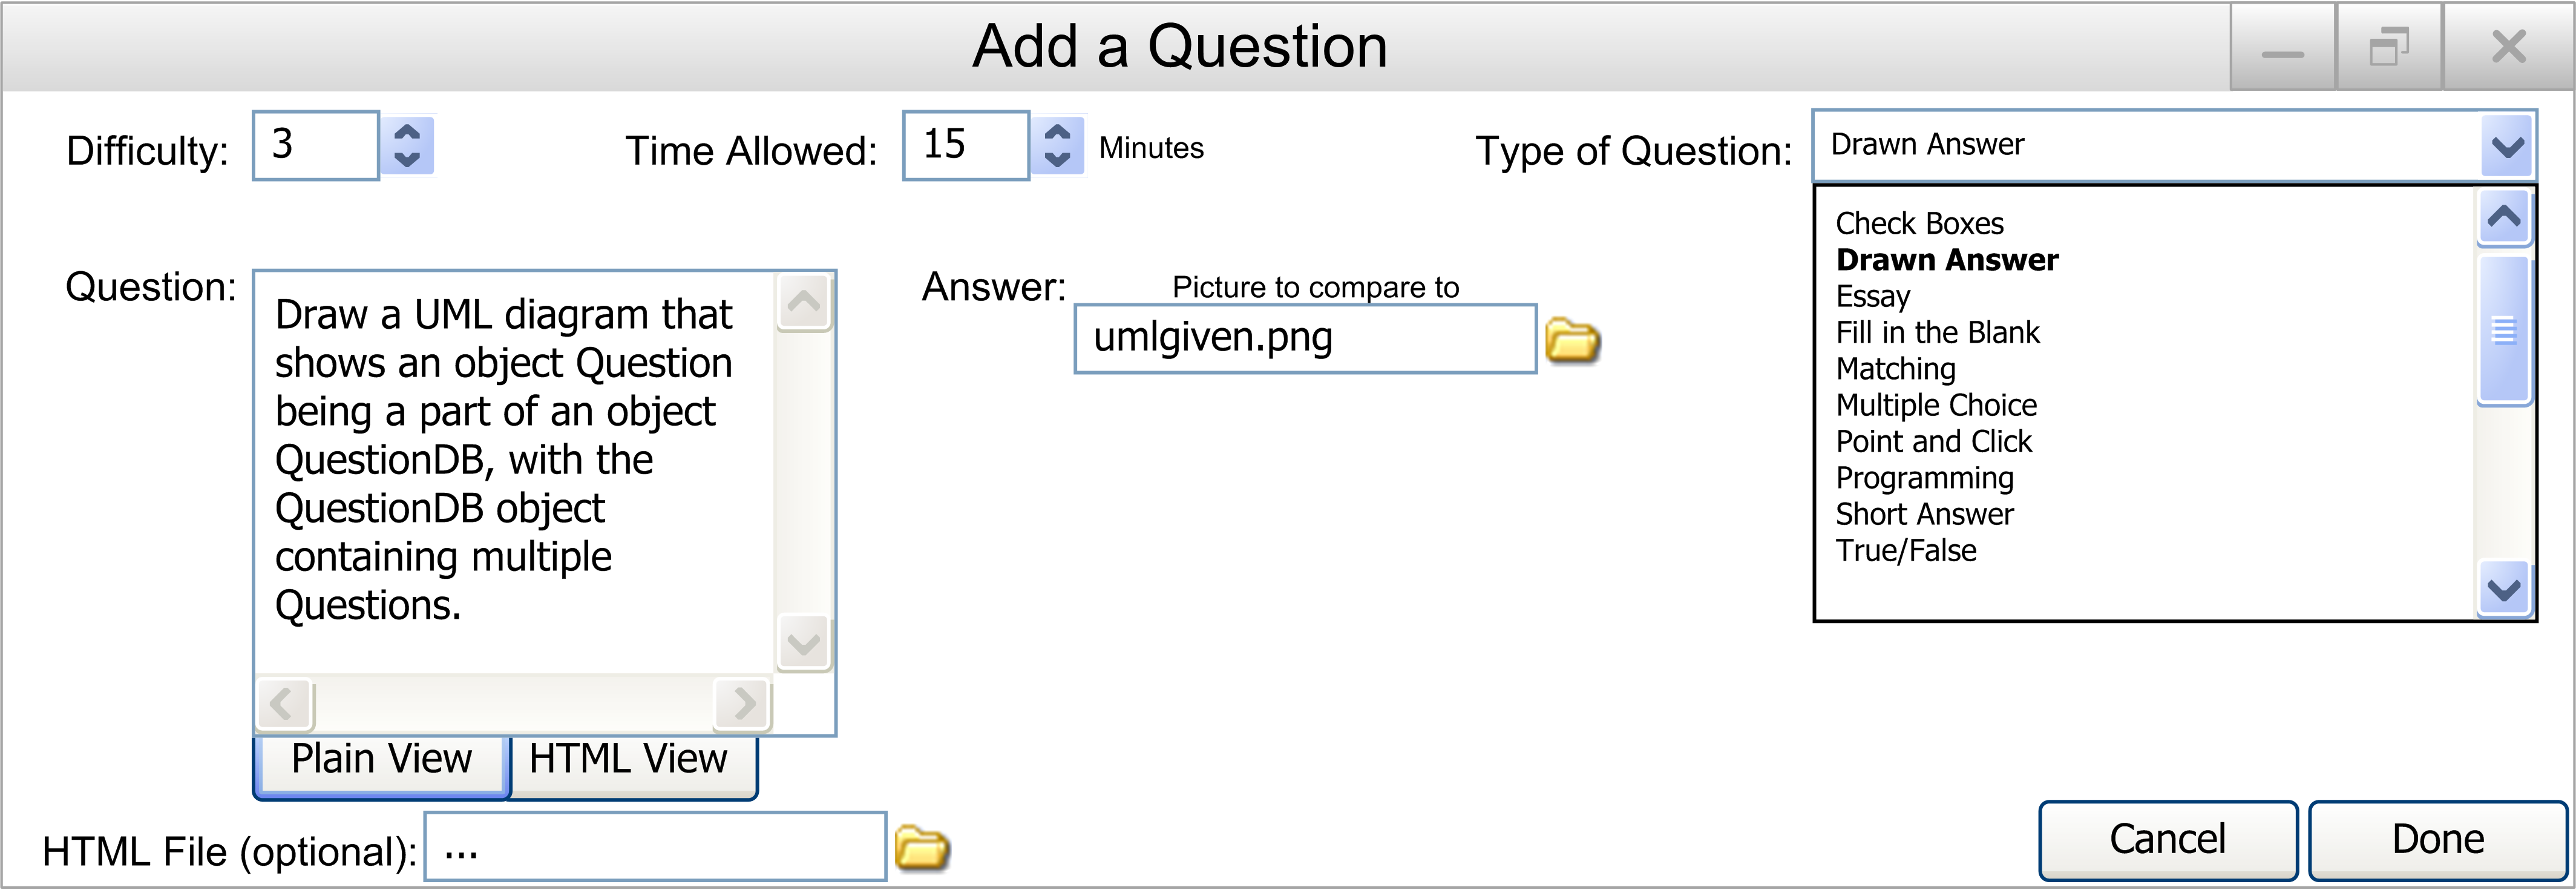 Add a Question
Difficulty: 3 Time Allowed: 15 Minutes Type of Question: Drawn Answer
Check Boxes
Drawn Answer
Essay
Fill in the Blank
Matching
Multiple Choice
Point and Click
Programming
Short Answer
True/False
Question:
Draw a UML diagram that
shows an object Question
being a part of an object
QuestionDB, with the
QuestionDB object
containing multiple
Questions.
Answer: Picture to compare to
umlgiven.png
Plain View HTML View
HTML File (optional): ...
Cancel Done